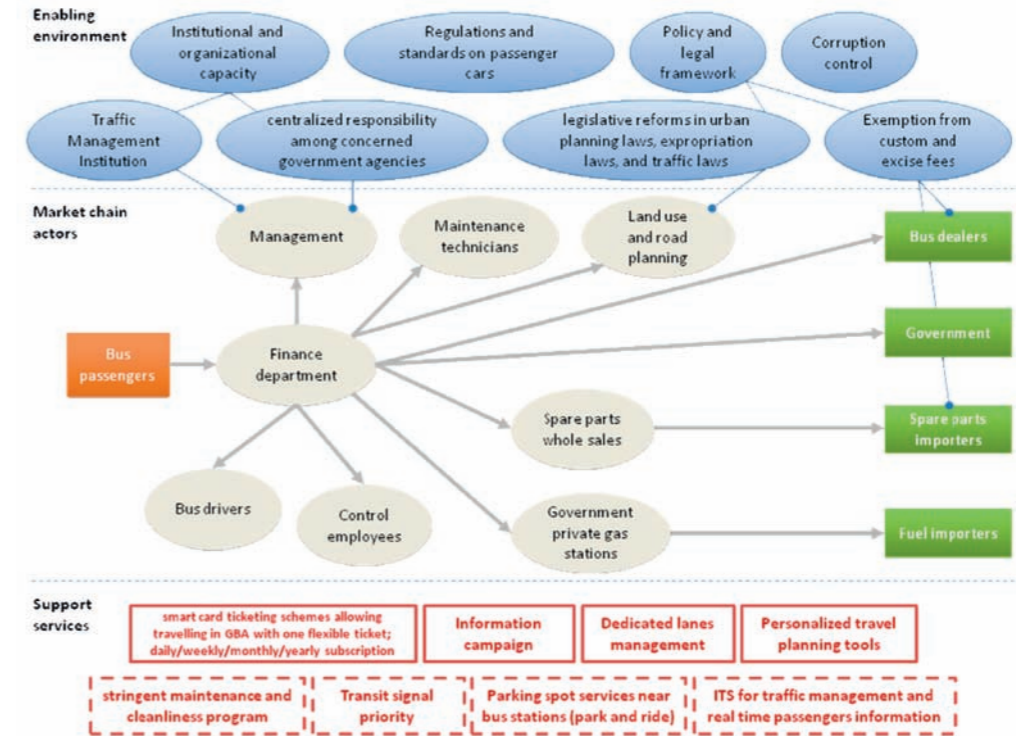 Enabling
environment
Institutional and
organizational
capacity
Regulations and
standards on passenger
cars
Policy and
legal
framework
Corruption
control
Traffic
Management
Institution
centralized responsibility
among concerned
government agencies
legislative reforms in urban
planning laws, expropriation
laws, and traffic laws
Exemption from
custom and
excise fees
Market chain
actors
Management
Maintenance
technicians
Land use
and road
planning
Bus dealers
Government
Bus
passengers
Finance
department
Spare parts
whole sales
Spare parts
importers
Bus drivers
Control
employees
Government
private gas
stations
Fuel importers
Support
services
smart card ticketing schemes allowing
travelling in GBA with one flexible ticket;
daily/weekly/monthly/yearly subscription
Information
campaign
Dedicated lanes
management
Personalized travel
planning tools
stringent maintenance and
cleanliness program
Transit signal
priority
Parking spot services near
bus stations (park and ride)
ITS for traffic management and
real time passengers information